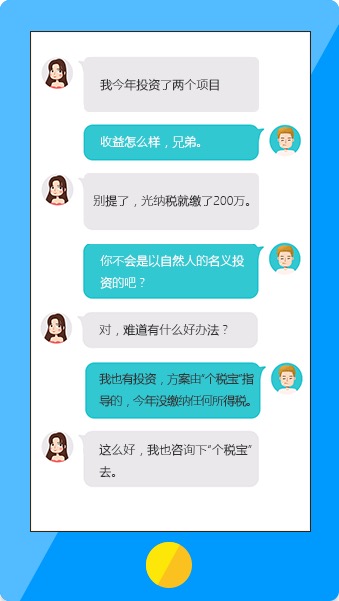 我今年投资了两个项目
收益怎么样，兄弟。
别提了，光纳税就缴了200万。
你不会是以自然人的名义投
资的吧？
对，难道有什么好办法？
我也有投资，方案由“个税宝”指
导的，今年没缴纳任何所得税。
这么好，我也咨询下“个税宝”
去。